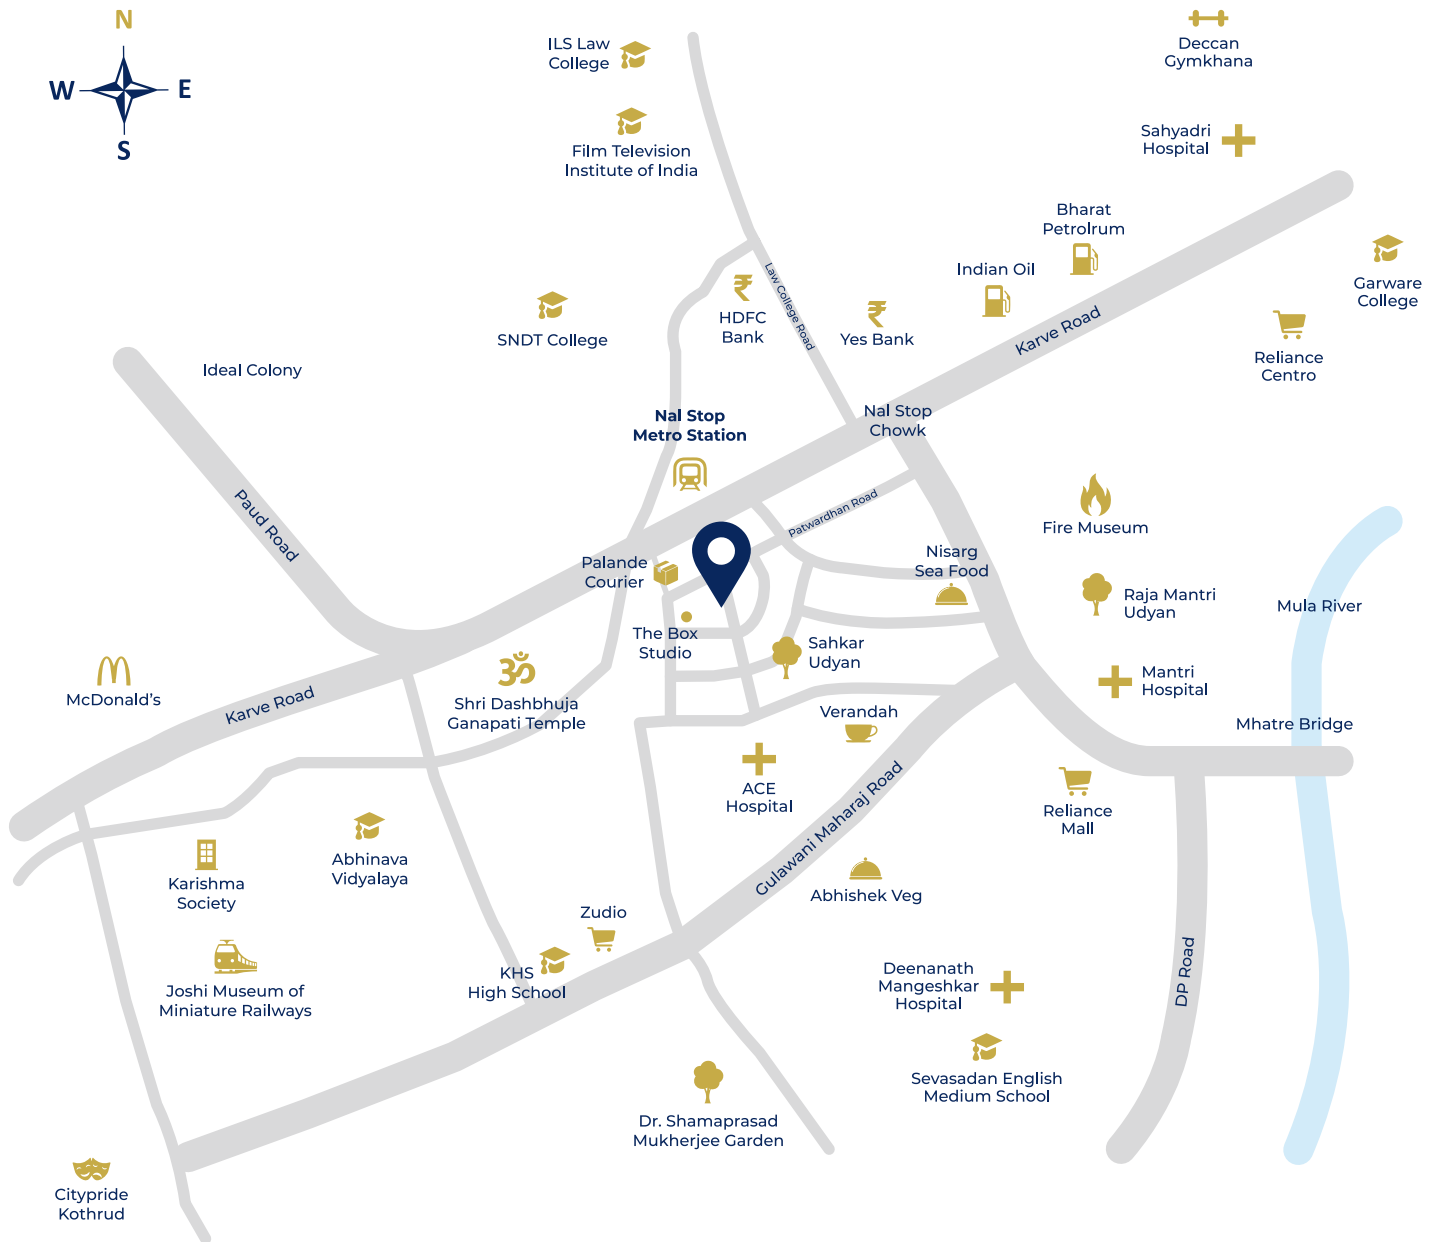 N
W
E
S
ILS Law
College
Film Television
Institute of India
Deccan
Gymkhana
Sahyadri
Hospital
Bharat
Petrolrum
Indian Oil
Garware
College
Law College Road
HDFC
Bank
Yes Bank
SNDT College
Karve Road
Reliance
Centro
Ideal Colony
Nal Stop
Metro Station
Nal Stop
Chowk
Paud Road
Patwardhan Road
Fire Museum
Palande
Courier
Nisarg
Sea Food
Raja Mantri
Udyan
Mula River
The Box
Studio
Sahkar
Udyan
McDonald's
Karve Road
Shri Dashbhuja
Ganapati Temple
Mantri
Hospital
Verandah
Mhatre Bridge
ACE
Hospital
Gulawani Maharaj Road
Reliance
Mall
Abhinava
Vidyalaya
Karishma
Society
Abhishek Veg
Zudio
KHS
High School
Joshi Museum of
Miniature Railways
Deenanath
Mangeshkar
Hospital
DP Road
Sevasadan English
Medium School
Dr. Shamaprasad
Mukherjee Garden
Citypride
Kothrud